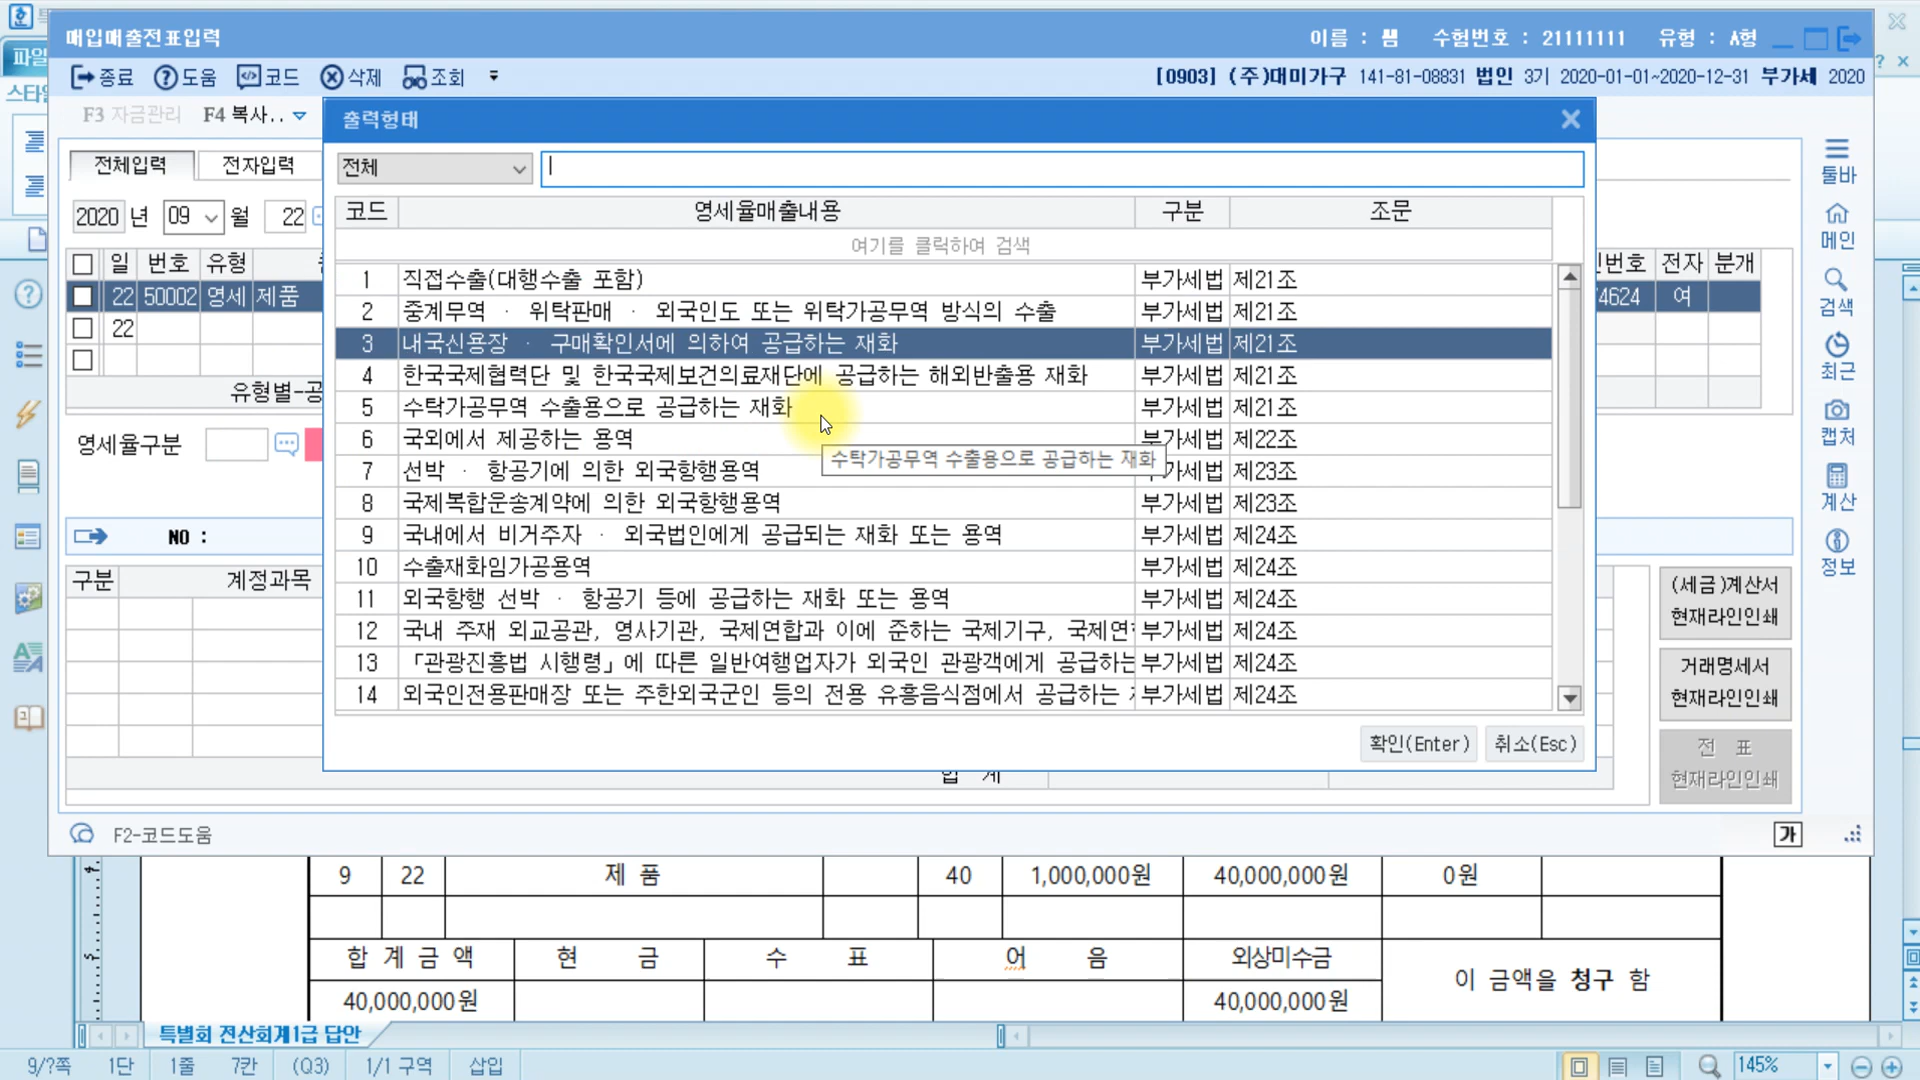 매입매출전표입력
이름 : 쌤 수험번호 : 21111111 유형 : A형
파일
종료 도움 코드 삭제 조회
[0903] (주)대미가구 141-81-08831 법인 3기 2020-01-01~2020-12-31 부가세 2020
스타일
F3 자금관리 F4 복사..
출력형태
전체입력 전자입력
전체
툴바
2020 년 09 월 22
코드 영세율매출내용 구분 조문
메인
여기를 클릭하여 검색
일 번호 유형
전자 분개
22 50002 영세 제품
4624 여
22
검색
1 직접수출(대행수출 포함) 부가세법 제21조
2 중계무역 · 위탁판매 · 외국인도 또는 위탁가공무역 방식의 수출 부가세법 제21조
3 내국신용장 · 구매확인서에 의하여 공급하는 재화 부가세법 제21조
최근
4 한국국제협력단 및 한국국제보건의료재단에 공급하는 해외반출용 재화 부가세법 제21조
유형별-공
5 수탁가공무역 수출용으로 공급하는 재화 부가세법 제21조
6 국외에서 제공하는 용역 부가세법 제22조
영세율구분
캡처
수탁가공무역 수출용으로 공급하는 재화
7 선박 · 항공기에 의한 외국항행용역 제23조
8 국제복합운송계약에 의한 외국항행용역 부가세법 제23조
계산
9 국내에서 비거주자 · 외국법인에게 공급되는 재화 또는 용역 부가세법 제24조
NO :
10 수출재화임가공용역 부가세법 제24조
정보
구분 계정과목
11 외국항행 선박 · 항공기 등에 공급하는 재화 또는 용역 부가세법 제24조
12 국내 주재 외교공관, 영사기관, 국제연합과 이에 준하는 국제기구, 국제연 부가세법 제24조
13 「관광진흥법 시행령」에 따른 일반여행업자가 외국인 관광객에게 공급하는 부가세법 제24조
14 외국인전용판매장 또는 주한외국군인 등의 전용 유흥음식점에서 공급하는 부가세법 제24조
(세금)계산서
현재라인인쇄
거래명세서
현재라인인쇄
전 표
현재라인인쇄
확인(Enter) 취소(Esc)
합 계
F2-코드도움
가
9 22 제 품 40 1,000,000원 40,000,000원 0원
합 계 금 액 현 금 수 표 어 음 외상미수금 이 금액을 청구 함
40,000,000원 40,000,000원
특별회 전산회계1급 답안
9/?쪽 1단 1줄 7칸 (Q3) 1/1 구역 삽입 145%